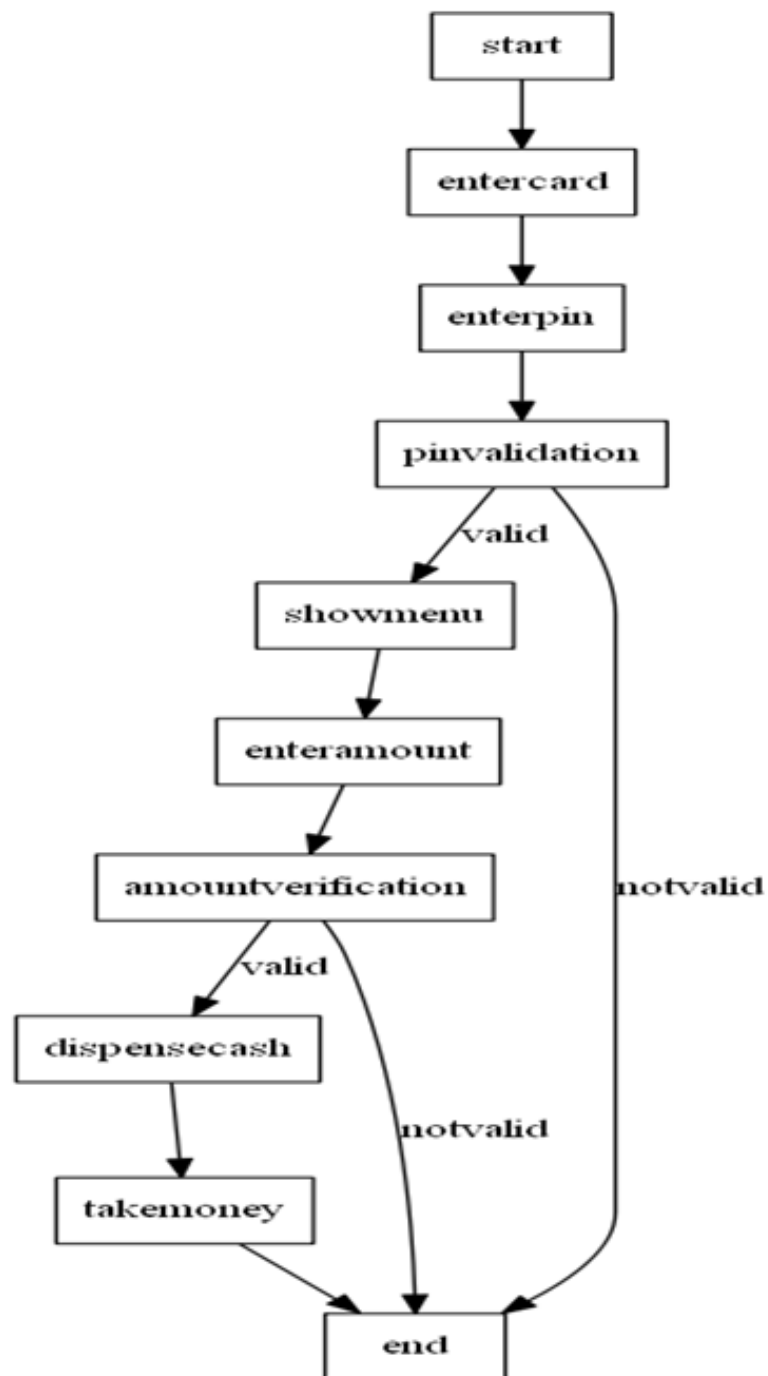 start
entercard
enterpin
pinvalidation
valid
showmenu
enteramount
amountverification
notvalid
valid
dispensecash
notvalid
takemoney
end